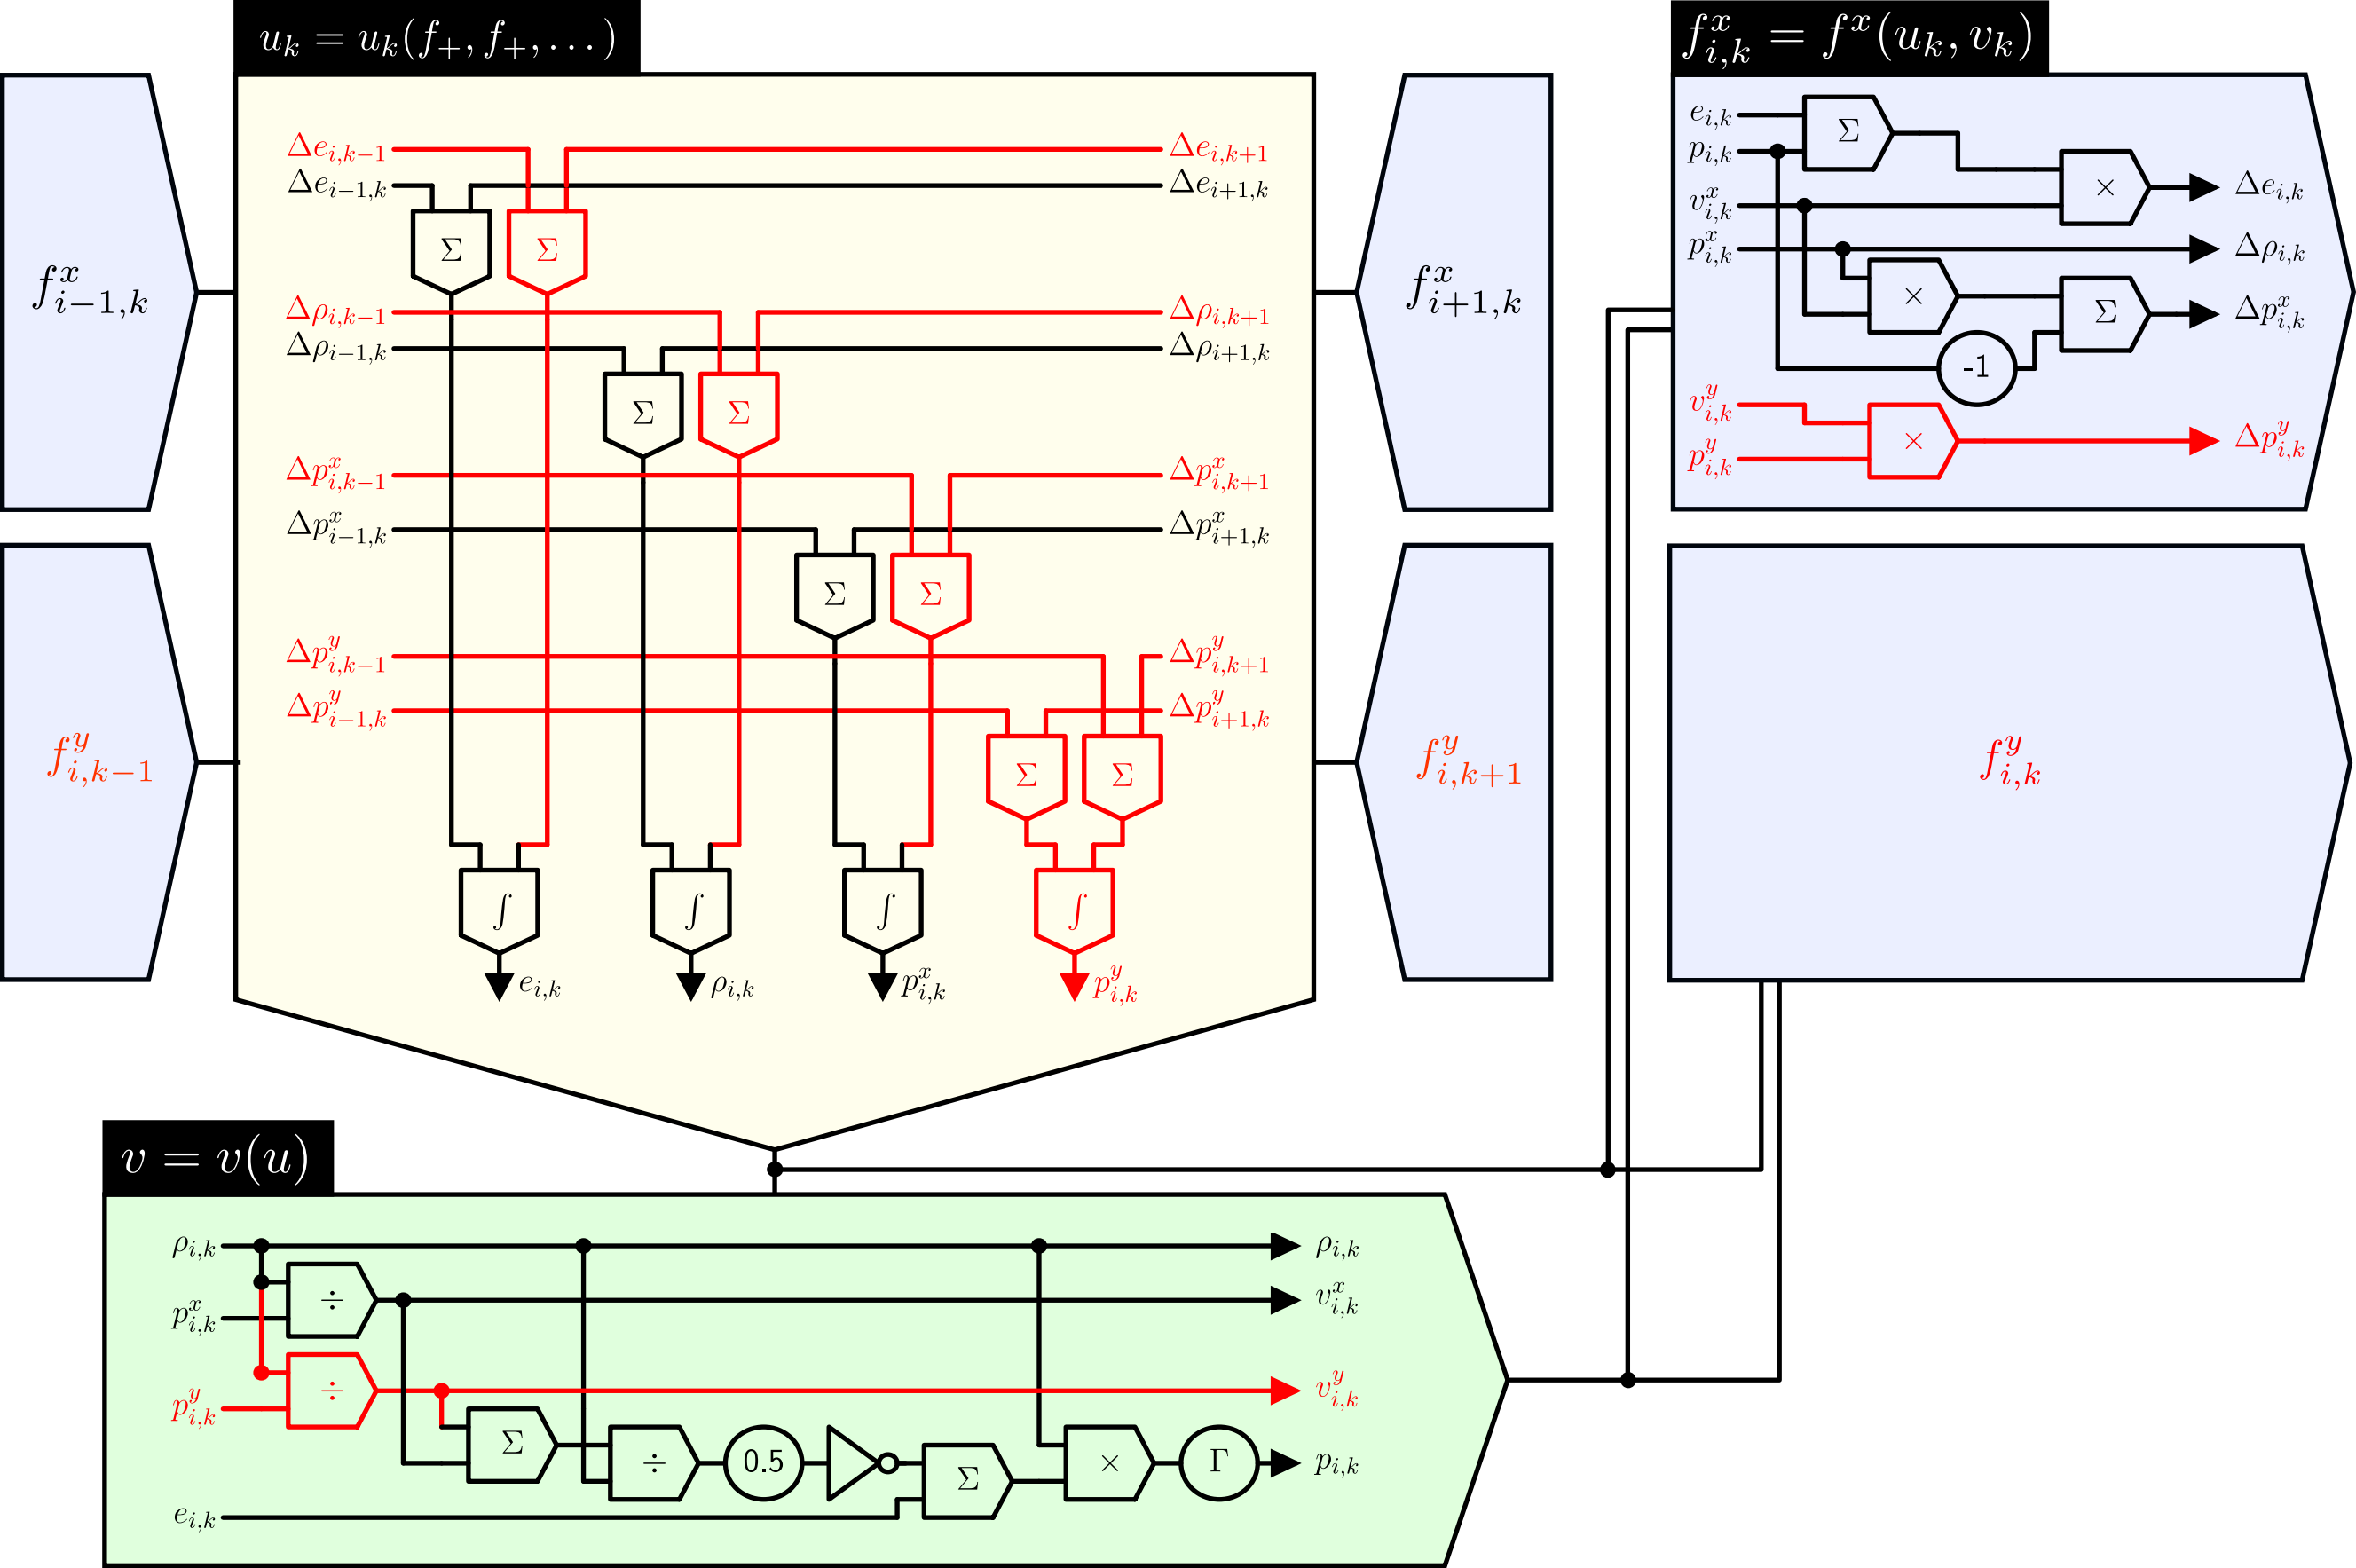 u_k = u_k(f_+, f_+, …)
f^x_{i,k} = f^x(u_k, v_k)
f^x_{i−1,k}
f^y_{i,k−1}
Δe_{i,k−1} Δe_{i,k+1}
Δe_{i−1,k} Δe_{i+1,k}
Σ Σ
Δρ_{i,k−1} Δρ_{i,k+1}
Δρ_{i−1,k} Δρ_{i+1,k}
Σ Σ
Δp^x_{i,k−1} Δp^x_{i,k+1}
Δp^x_{i−1,k} Δp^x_{i+1,k}
Σ Σ
Δp^y_{i,k−1} Δp^y_{i,k+1}
Δp^y_{i−1,k} Δp^y_{i+1,k}
Σ Σ
∫ ∫ ∫ ∫
e_{i,k} ρ_{i,k} p^x_{i,k} p^y_{i,k}
f^x_{i+1,k}
f^y_{i,k+1}
e_{i,k} Σ
p_{i,k}
v^x_{i,k} × Δe_{i,k}
p^x_{i,k} Δρ_{i,k}
× Σ Δp^x_{i,k}
-1
v^y_{i,k}
× Δp^y_{i,k}
p^y_{i,k}
f^y_{i,k}
v = v(u)
ρ_{i,k} ρ_{i,k}
p^x_{i,k} ÷ v^x_{i,k}
p^y_{i,k} ÷ v^y_{i,k}
Σ ÷ 0.5 Σ × Γ p_{i,k}
e_{i,k}